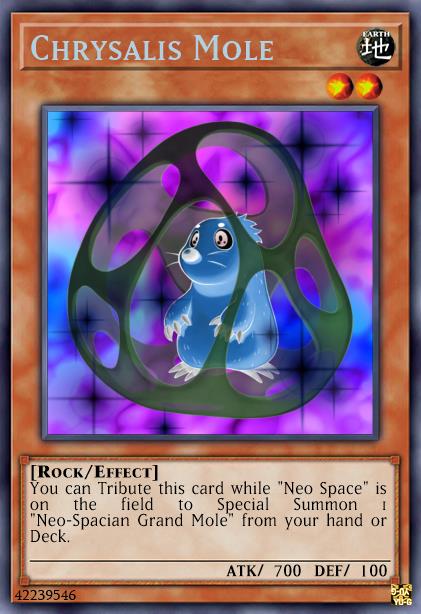 Chrysalis Mole
EARTH
地
[Rock/Effect]
You can Tribute this card while "Neo Space" is
on the field to Special Summon 1
"Neo-Spacian Grand Mole" from your hand or
Deck.
ATK/ 700 DEF/ 100
42239546